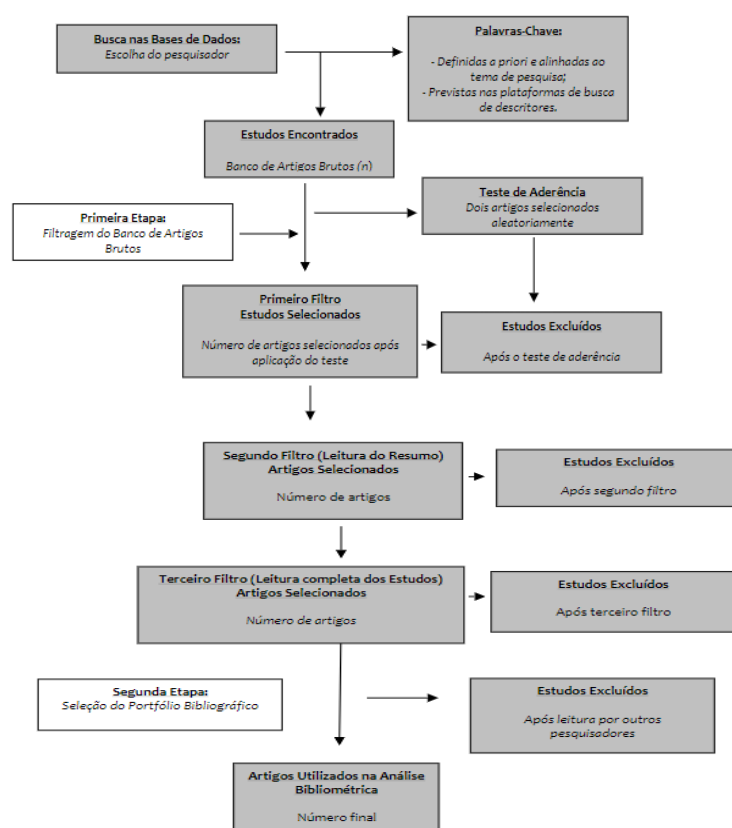 Busca nas Bases de Dados:
Escolha do pesquisador
Palavras-Chave:
- Definidas a priori e alinhadas ao
tema de pesquisa;
- Previstas nas plataformas de busca
de descritores.
Estudos Encontrados
Banco de Artigos Brutos (n)
Teste de Aderência
Dois artigos selecionados
aleatoriamente
Primeira Etapa:
Filtragem do Banco de Artigos
Brutos
Primeiro Filtro
Estudos Selecionados
Número de artigos selecionados após
aplicação do teste
Estudos Excluídos
Após o teste de aderência
Segundo Filtro (Leitura do Resumo)
Artigos Selecionados
Número de artigos
Estudos Excluídos
Após segundo filtro
Terceiro Filtro (Leitura completa dos Estudos)
Artigos Selecionados
Número de artigos
Estudos Excluídos
Após terceiro filtro
Segunda Etapa:
Seleção do Portfólio Bibliográfico
Estudos Excluídos
Após leitura por outros
pesquisadores
Artigos Utilizados na Análise
Bibliométrica
Número final